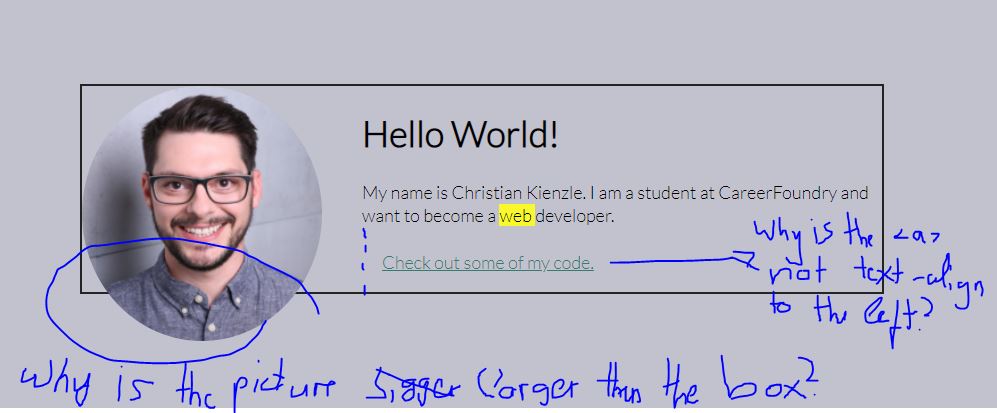 Hello World!
My name is Christian Kienzle. I am a student at CareerFoundry and
want to become a web developer.
Check out some of my code.
Why is the <a>
not text-align
to the left?
Why is the picture bigger larger than the box?